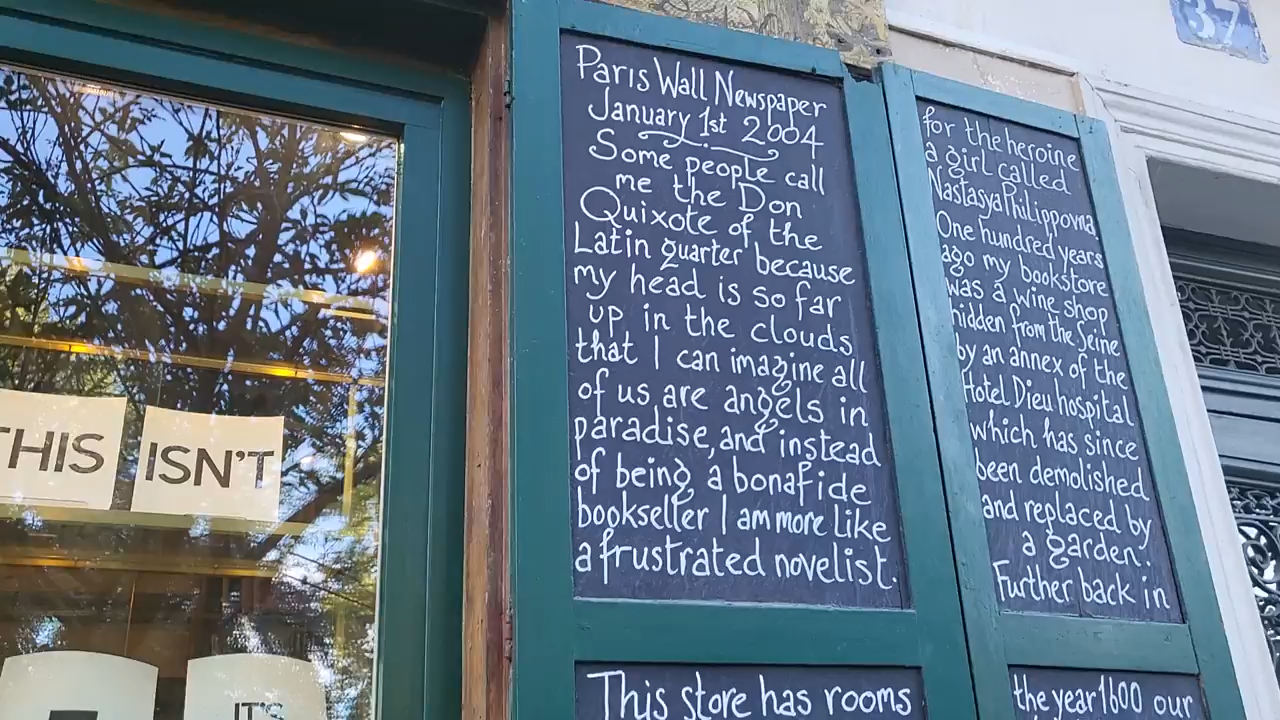 Paris Wall Newspaper
January 1st 2004
Some people call
me the Don
Quixote of the
Latin quarter because
my head is so far
up in the clouds
that I can imagine all
of us are angels in
paradise, and instead
of being a bonafide
bookseller I am more like
a frustrated novelist.
This store has rooms
for the heroine
a girl called
Nastasya Philippovna.
One hundred years
ago my bookstore
was a wine shop
hidden from the Seine
by an annex of the
Hotel Dieu hospital
which has since
been demolished
and replaced by
a garden.
Further back in
the year 1600 our
37
THIS ISN'T
IT'S